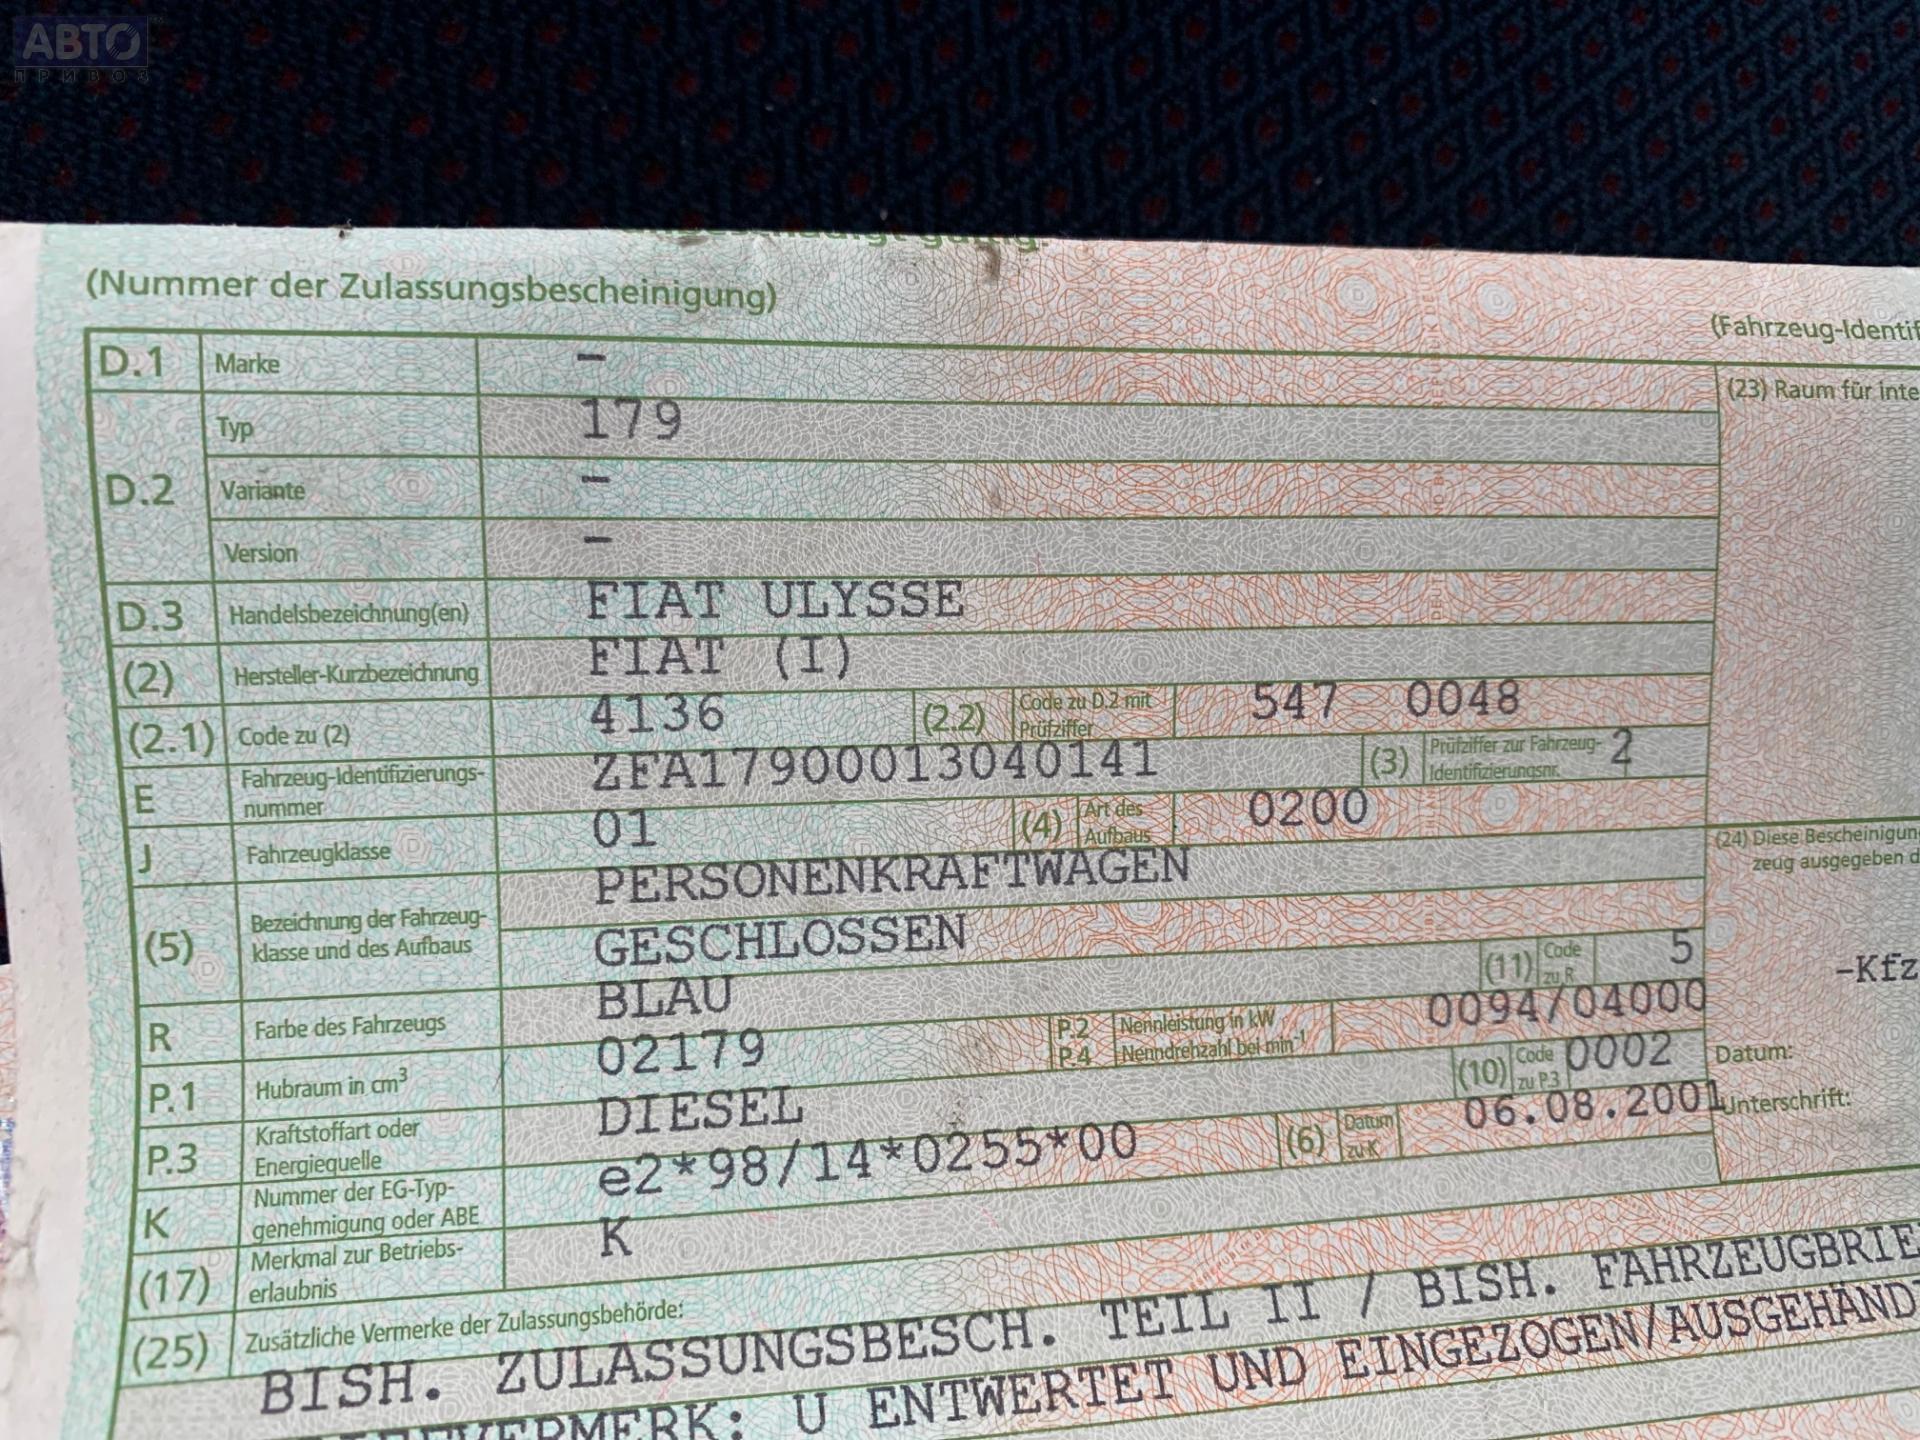 АВТО
ПРИВОЗ
(Nummer der Zulassungsbescheinigung)
(Fahrzeug-Identif
D.1 Marke –
(23) Raum für inte
D.2 Typ 179
Variante –
Version –
D.3 Handelsbezeichnung(en) FIAT ULYSSE
(2) Hersteller-Kurzbezeichnung FIAT (I)
(2.1) Code zu (2) 4136 (2.2) Code zu D.2 mit Prüfziffer 547 0048
E Fahrzeug-Identifizierungs-nummer ZFA17900013040141 (3) Prüfziffer zur Fahrzeug-Identifizierungsnr. 2
J Fahrzeugklasse 01 (4) Art des Aufbaus 0200
(24) Diese Bescheinigung
zeug ausgegeben d
(5) Bezeichnung der Fahrzeug-klasse und des Aufbaus PERSONENKRAFTWAGEN
GESCHLOSSEN
-Kfz
R Farbe des Fahrzeugs BLAU (11) Code zu R 5
P.1 Hubraum in cm³ 02179 P.2 P.4 Nennleistung in kW Nenndrehzahl bei min⁻¹ 0094/04000
P.3 Kraftstoffart oder Energiequelle DIESEL (10) Code zu P.3 0002
Datum:
K Nummer der EG-Typ-genehmigung oder ABE e2*98/14*0255*00 (6) Datum zu K 06.08.2001
Unterschrift:
(17) Merkmal zur Betriebs-erlaubnis K
(25) Zusätzliche Vermerke der Zulassungsbehörde:
BISH. ZULASSUNGSBESCH. TEIL II / BISH. FAHRZEUGBRIE
U ENTWERTET UND EINGEZOGEN/AUSGEHÄND